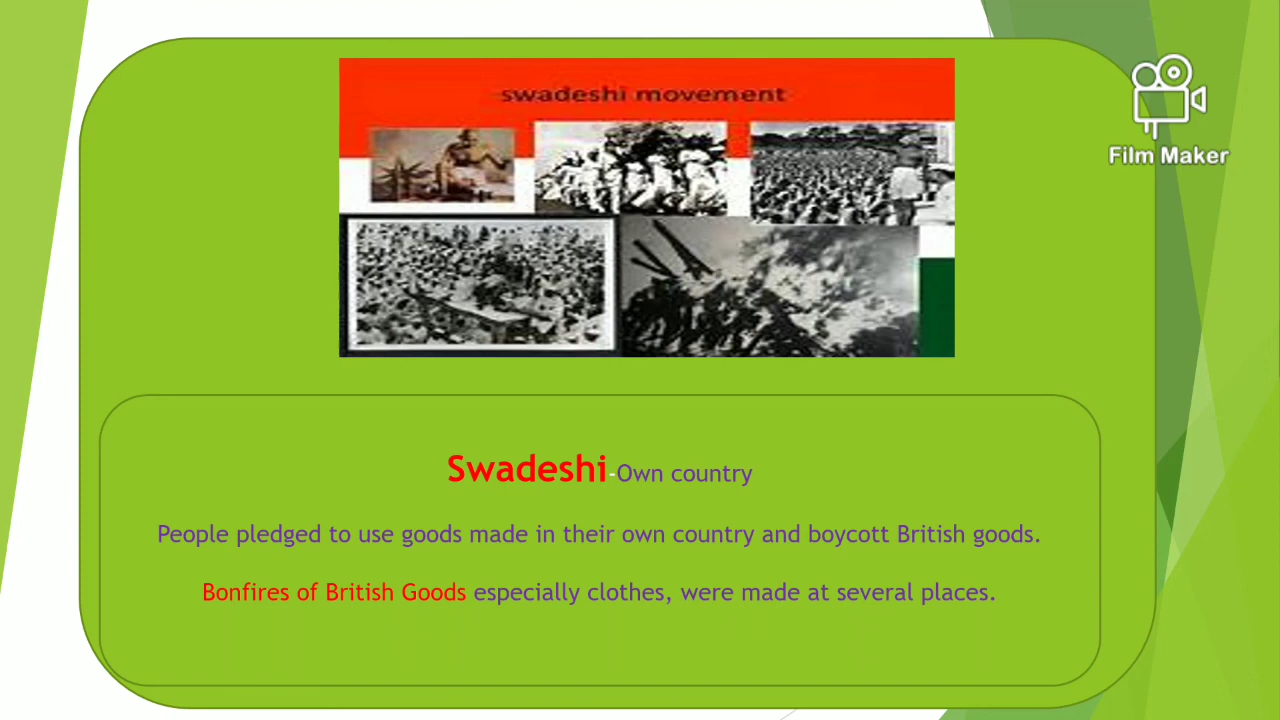 swadeshi movement
Film Maker
Swadeshi-Own country
People pledged to use goods made in their own country and boycott British goods.
Bonfires of British Goods especially clothes, were made at several places.